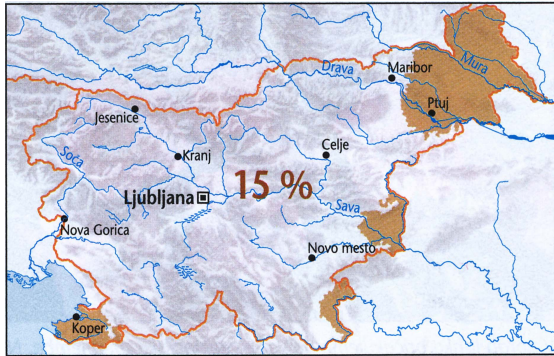 Maribor
Drava
Mura
Ptuj
Jesenice
Kranj
Celje
Soča
15 %
Ljubljana
Sava
Nova Gorica
Novo mesto
Koper